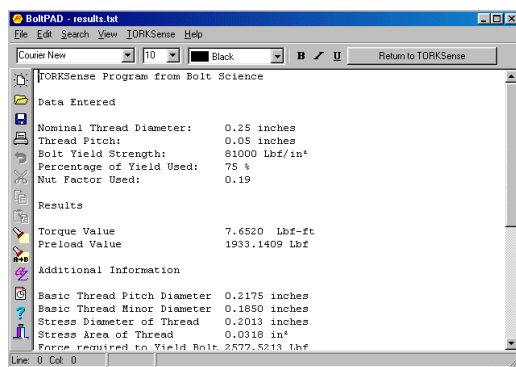 BoltPAD - results.txt
File Edit Search View TORKSense Help
Courier New 10 Black B I U Return to TORKSense
TORKSense Program from Bolt Science
Data Entered
Nominal Thread Diameter: 0.25 inches
Thread Pitch: 0.05 inches
Bolt Yield Strength: 81000 Lbf/in²
Percentage of Yield Used: 75 %
Nut Factor Used: 0.19
Results
Torque Value 7.6520 Lbf-ft
Preload Value 1933.1409 Lbf
Additional Information
Basic Thread Pitch Diameter 0.2175 inches
Basic Thread Minor Diameter 0.1850 inches
Stress Diameter of Thread 0.2013 inches
Stress Area of Thread 0.0318 in²
Force required to Yield Bolt 2577.5213 Lbf
Line: 0 Col: 0